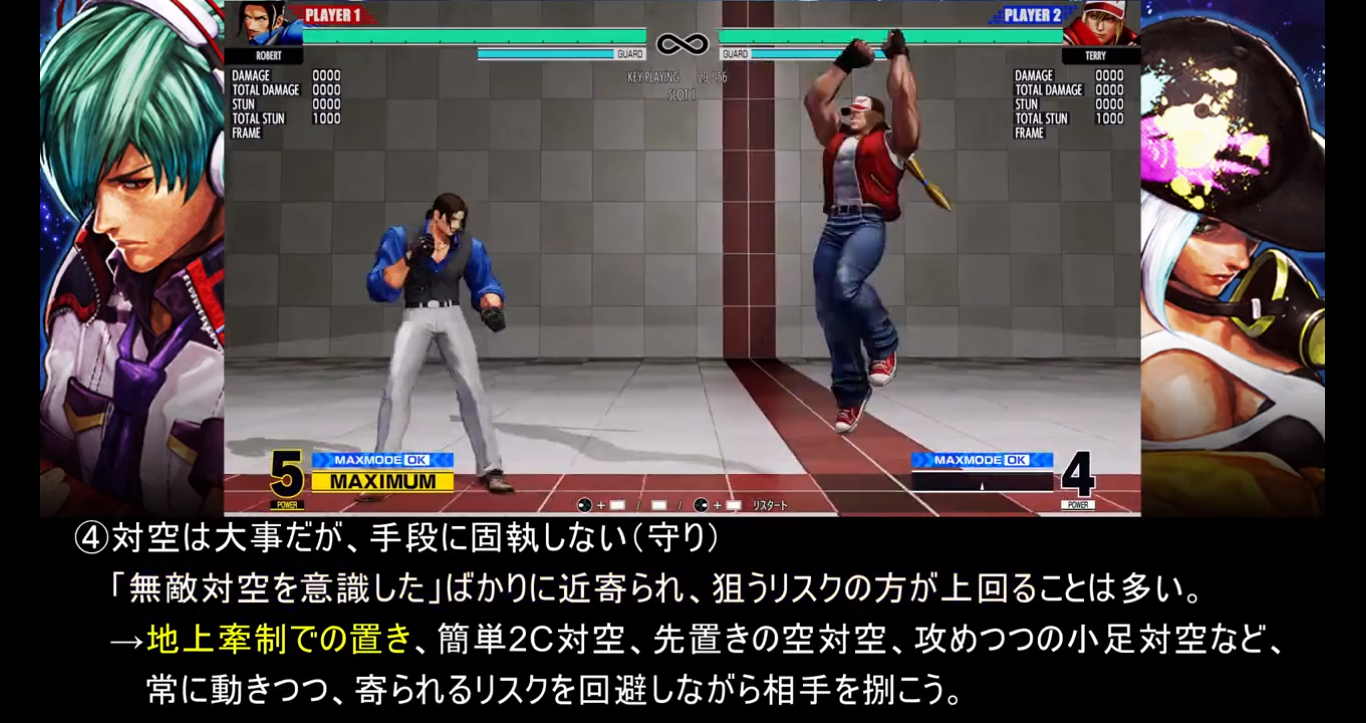 PLAYER 1
PLAYER 2
ROBERT
GUARD
GUARD
TERRY
KEY PLAYING 29/56
SLOT 1
DAMAGE 0000
TOTAL DAMAGE 0000
STUN 0000
TOTAL STUN 1000
FRAME
DAMAGE 0000
TOTAL DAMAGE 0000
STUN 0000
TOTAL STUN 1000
FRAME
5
POWER
MAXMODE OK
MAXIMUM
MAXMODE OK
4
POWER
+ / / + リスタート
④対空は大事だが、手段に固執しない(守り)
「無敵対空を意識した」ばかりに近寄られ、狙うリスクの方が上回ることは多い。
→地上牽制での置き、簡単2C対空、先置きの空対空、攻めつつの小足対空など、
常に動きつつ、寄られるリスクを回避しながら相手を捌こう。